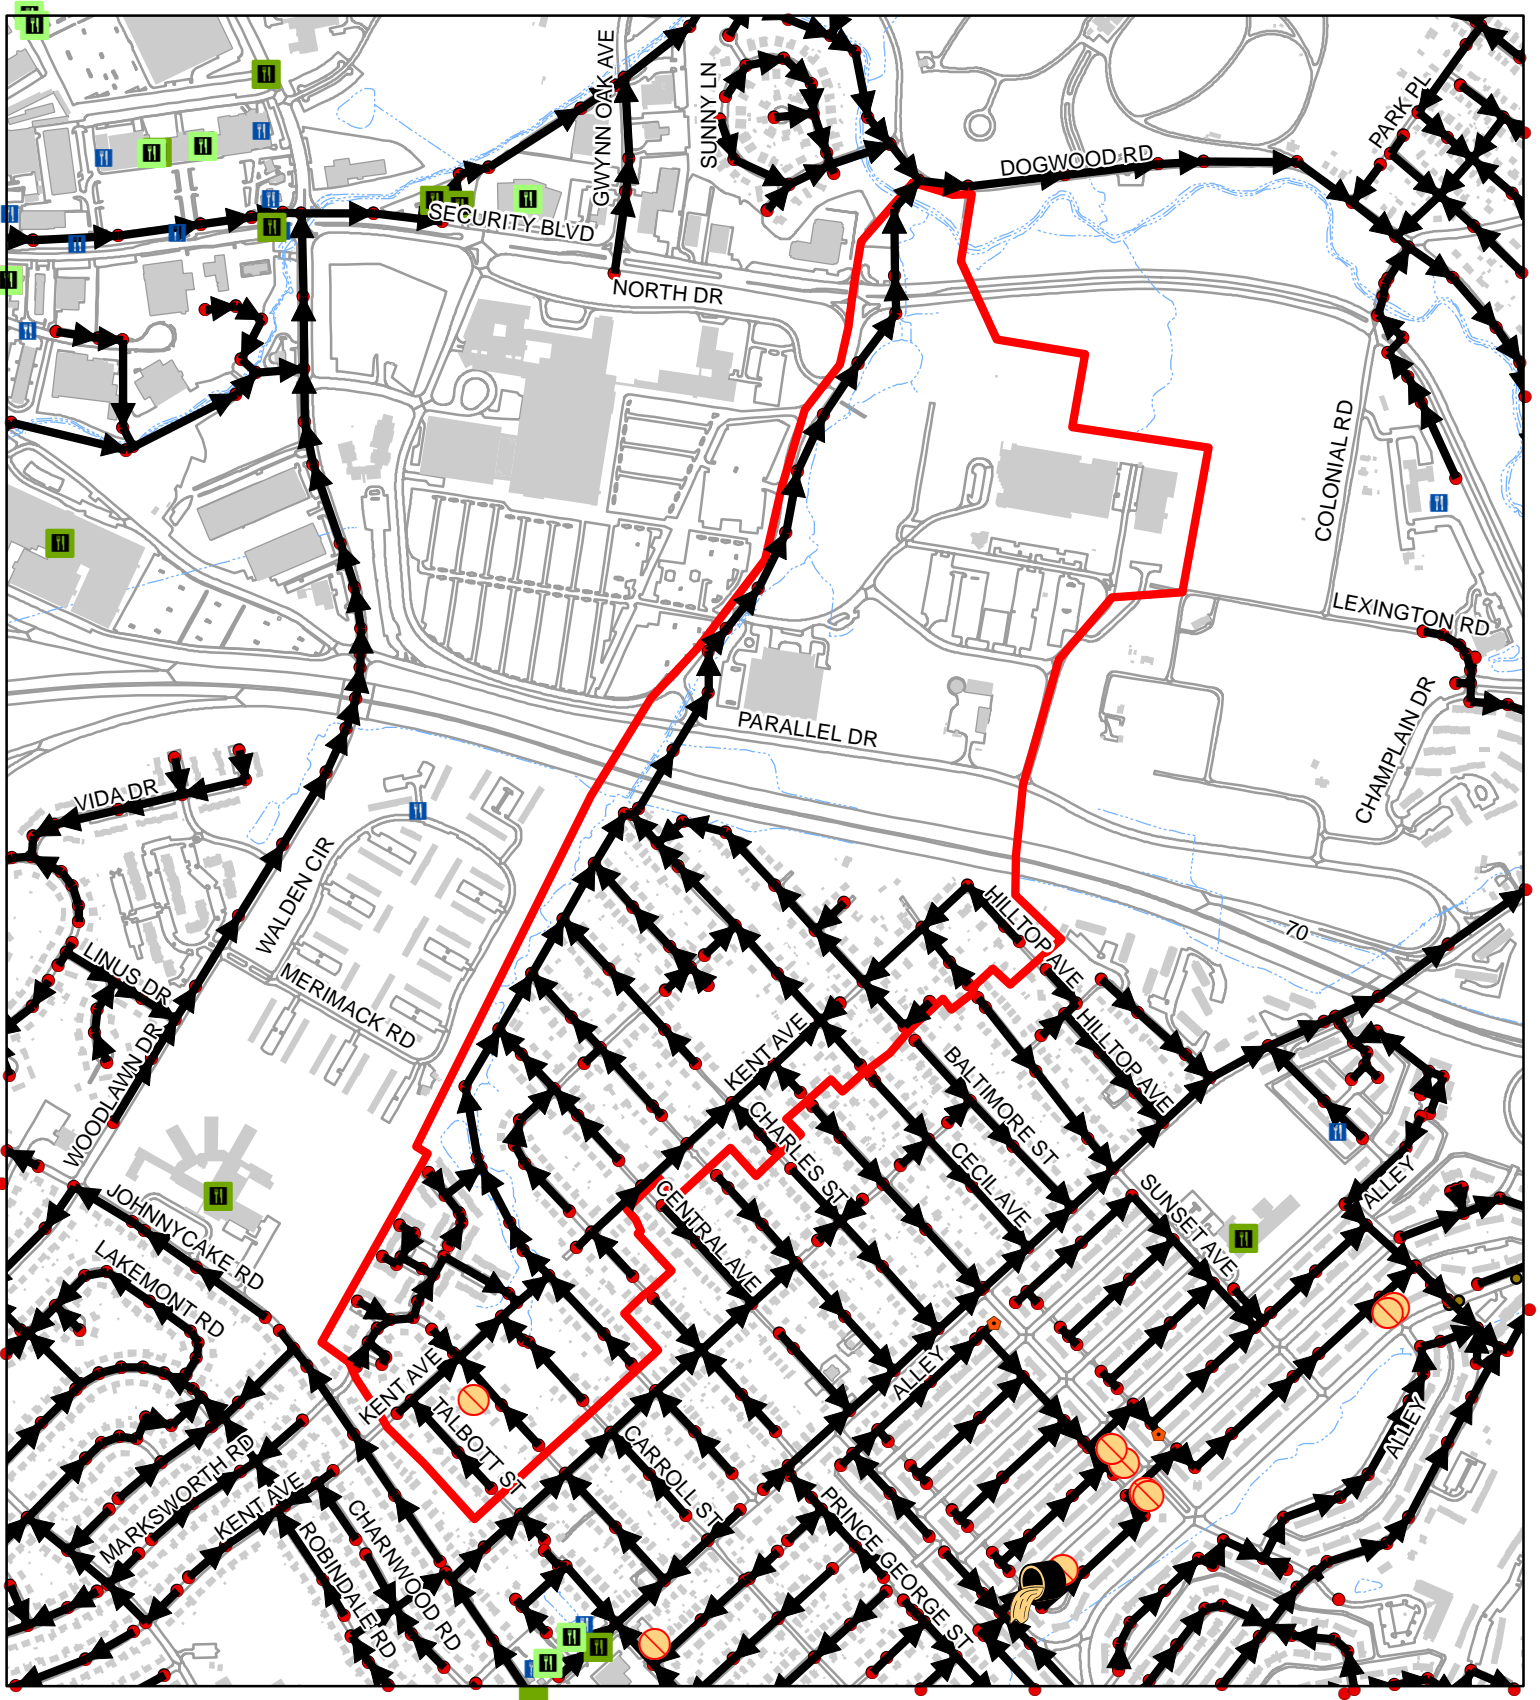 GWYNN OAK AVE
SUNNY LN
PARK PL
DOGWOOD RD
SECURITY BLVD
NORTH DR
COLONIAL RD
LEXINGTON RD
CHAMPLAIN DR
PARALLEL DR
VIDA DR
WALDEN CIR
HILLTOP AVE
70
LINUS DR
MERIMACK RD
WOODLAWN DR
KENT AVE
HILLTOP AVE
BALTIMORE ST
CHARLES ST
CECIL AVE
ALLEY
SUNSET AVE
JOHNNYCAKE RD
CENTRAL AVE
LAKEMONT RD
ALLEY
KENT AVE
TALBOTT ST
ALLEY
CARROLL ST
MARKSWORTH RD
KENT AVE
CHARNWOOD RD
ROBINDALE RD
PRINCE GEORGE ST